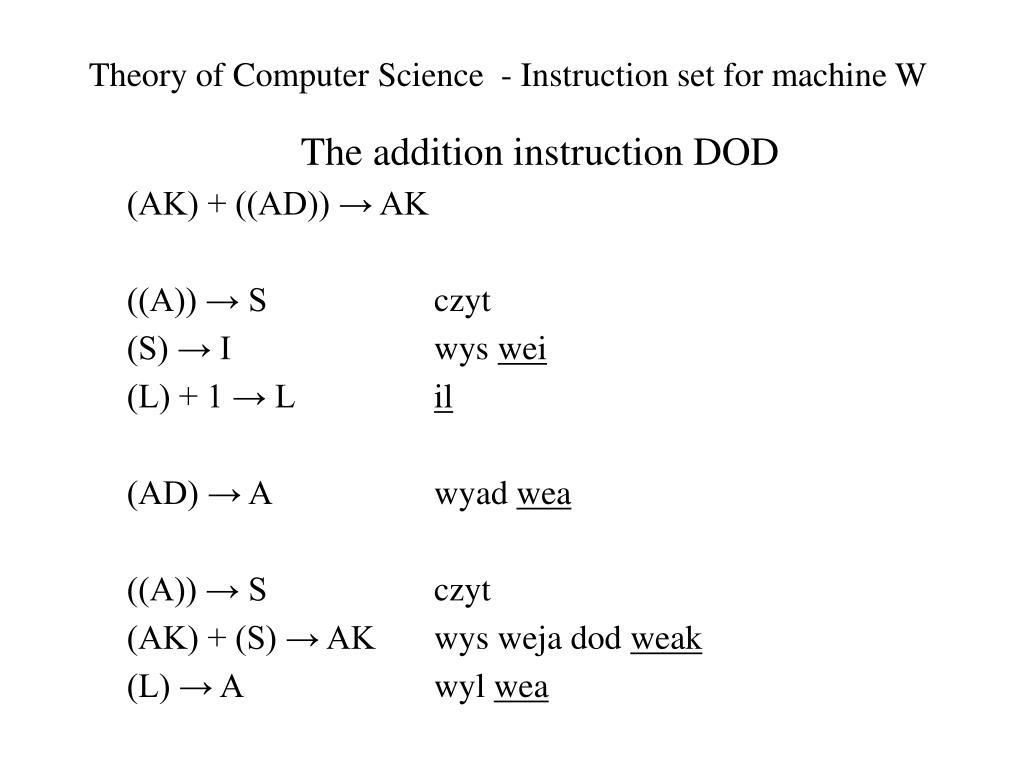 Theory of Computer Science - Instruction set for machine W
The addition instruction DOD
(AK) + ((AD)) → AK
((A)) → S czyt
(S) → I wys wei
(L) + 1 → L il
(AD) → A wyad wea
((A)) → S czyt
(AK) + (S) → AK wys weja dod weak
(L) → A wyl wea